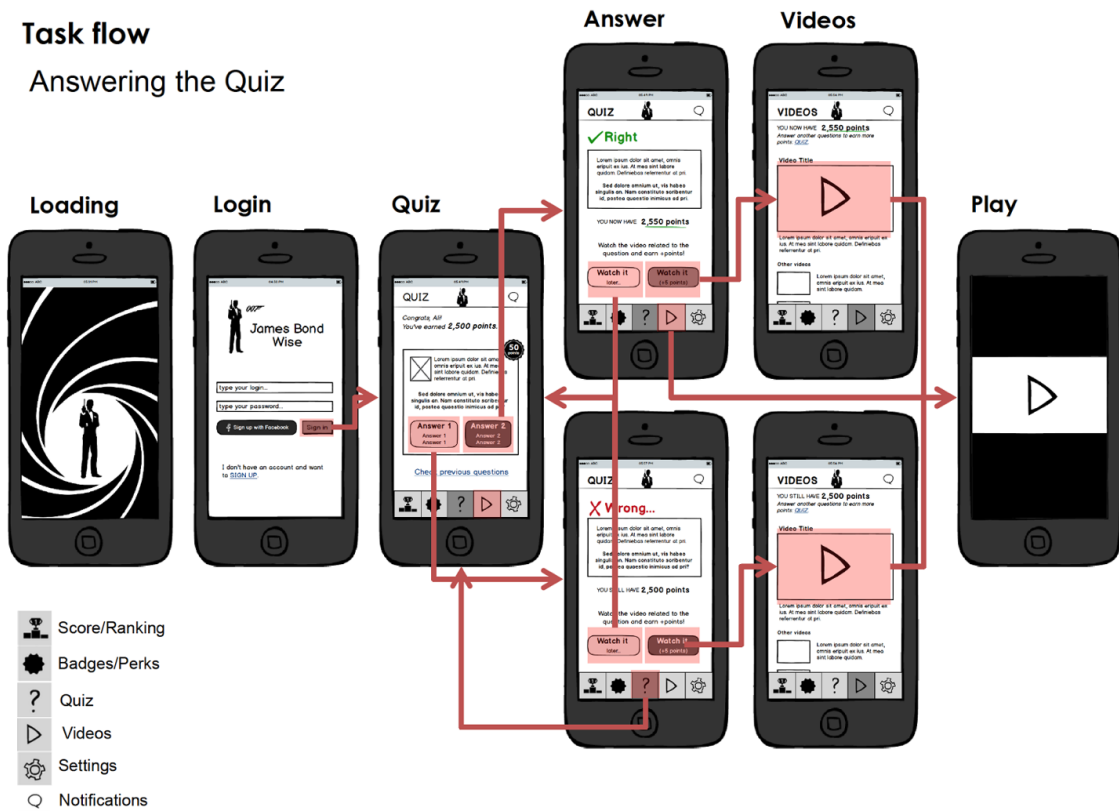 Task flow
Answering the Quiz
Loading
Login
007
James Bond
Wise
type your login...
type your password...
Sign up with Facebook
Sign in
I don't have an account and want
to SIGN UP.
Quiz
QUIZ
Congrats, Ali!
You've earned 2,500 points.
50
points
Lorem ipsum dolor sit amet,
omnis eripuit ex ius. At mea
sint labore quidam. Definiebas
referrentur at pri.
Sed dolore omnium ut, vis habes
singulis an. Nam constituto scribentur
id, postea quaestio inimicus ad pri?
Answer 1
Answer 1
Answer 1
Answer 2
Answer 2
Answer 2
Check previous questions
Answer
QUIZ
Right
Lorem ipsum dolor sit amet, omnis
eripuit ex ius. At mea sint labore
quidam. Definiebas referrentur at pri.
Sed dolore omnium ut, vis habes
singulis an. Nam constituto scribentur
id, postea quaestio inimicus ad pri.
YOU NOW HAVE 2,550 points
Watch the video related to the
question and earn +points!
Watch it
later...
Watch it
(+5 points)
QUIZ
Wrong...
Lorem ipsum dolor sit amet, omnis
eripuit ex ius. At mea sint labore
quidam. Definiebas referrentur at pri.
Sed dolore omnium ut, vis habes
singulis an. Nam constituto scribentur
id, postea quaestio inimicus ad pri?
YOU STILL HAVE 2,500 points
Watch the video related to the
question and earn +points!
Watch it
later...
Watch it
(+5 points)
Videos
VIDEOS
YOU NOW HAVE 2,550 points
Answer another questions to earn more
points: QUIZ.
Video Title
Lorem ipsum dolor sit amet, omnis eripuit ex
ius. At mea sint labore quidam. Definiebas
referrentur at pri.
Other videos
Lorem ipsum dolor sit amet,
omnis eripuit ex ius. At mea
sint labore quidam.
VIDEOS
YOU STILL HAVE 2,500 points
Answer another questions to earn more
points: QUIZ.
Video Title
Lorem ipsum dolor sit amet, omnis eripuit ex
ius. At mea sint labore quidam. Definiebas
referrentur at pri.
Other videos
Lorem ipsum dolor sit amet,
omnis eripuit ex ius. At mea
sint labore quidam.
Play
Score/Ranking
Badges/Perks
Quiz
Videos
Settings
Notifications